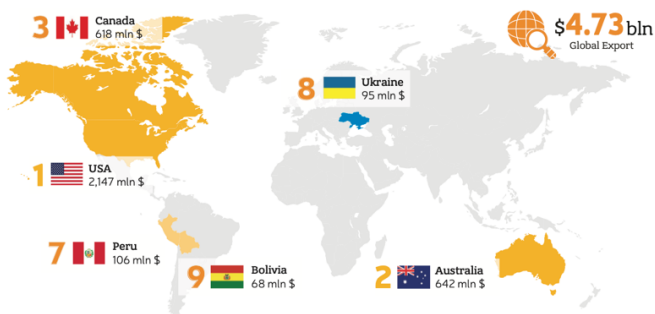 3 Canada
618 mln $
$4.73 bln
Global Export
8 Ukraine
95 mln $
1 USA
2,147 mln $
7 Peru
106 mln $
9 Bolivia
68 mln $
2 Australia
642 mln $